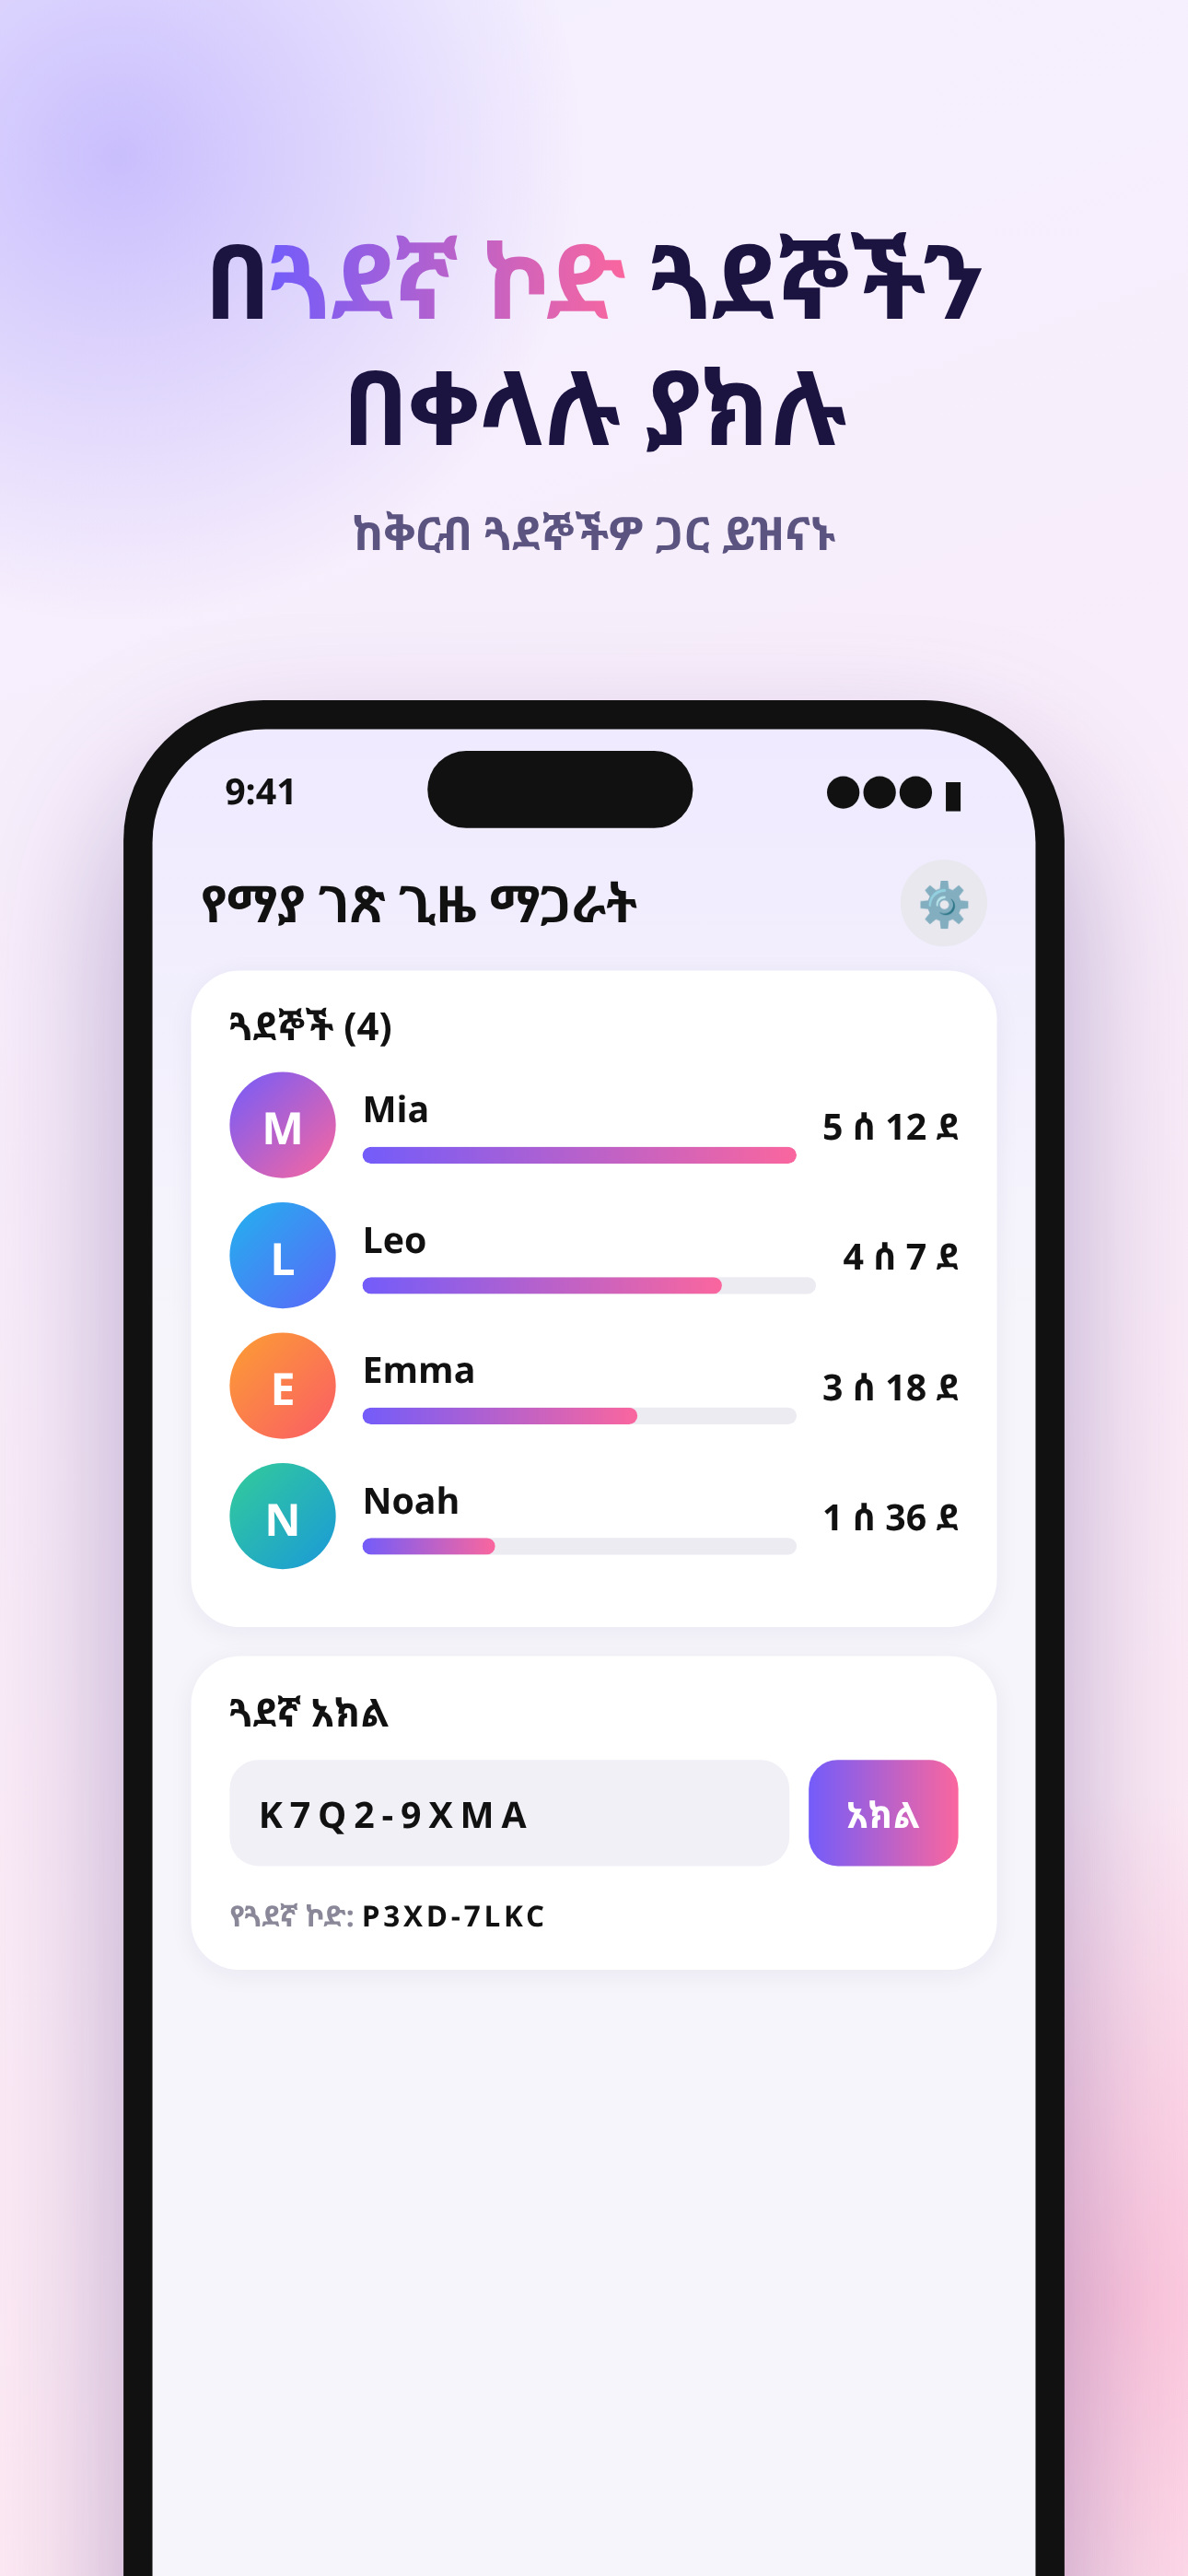 በጓደኛ ኮድ ጓደኞችን
በቀላሉ ያክሉ
ከቅርብ ጓደኞችዎ ጋር ይዝናኑ
9:41
የማያ ገጽ ጊዜ ማጋራት
ጓደኞች (4)
M
Mia
5 ሰ 12 ደ
L
Leo
4 ሰ 7 ደ
E
Emma
3 ሰ 18 ደ
N
Noah
1 ሰ 36 ደ
ጓደኛ አክል
K7Q2-9XMA
አክል
የጓደኛ ኮድ: P3XD-7LKC